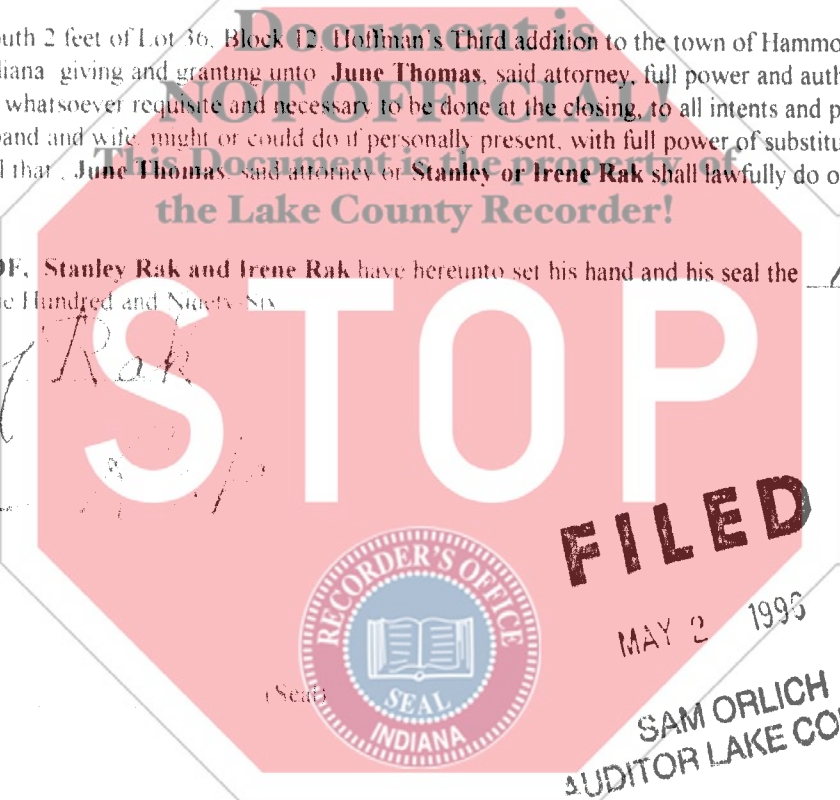 Document is
uth 2 feet of Lot 36, Block 12, Hoffman's Third addition to the town of Hammo
diana giving and granting unto June Thomas, said attorney, full power and auth
NOT OFFICIAL!
whatsoever requisite and necessary to be done at the closing, to all intents and p
band and wife, might or could do if personally present, with full power of substitu
This Document is the property of
l that , June Thomas, said attorney or Stanley or Irene Rak shall lawfully do o
the Lake County Recorder!
OF, Stanley Rak and Irene Rak have hereunto set his hand and his seal the
e Hundred and Ninety-Six
Rak
STOP
FILED
MAY 2 1996
RECORDER'S OFFICE
SEAL
INDIANA
(Seal)
SAM ORLICH
AUDITOR LAKE CO